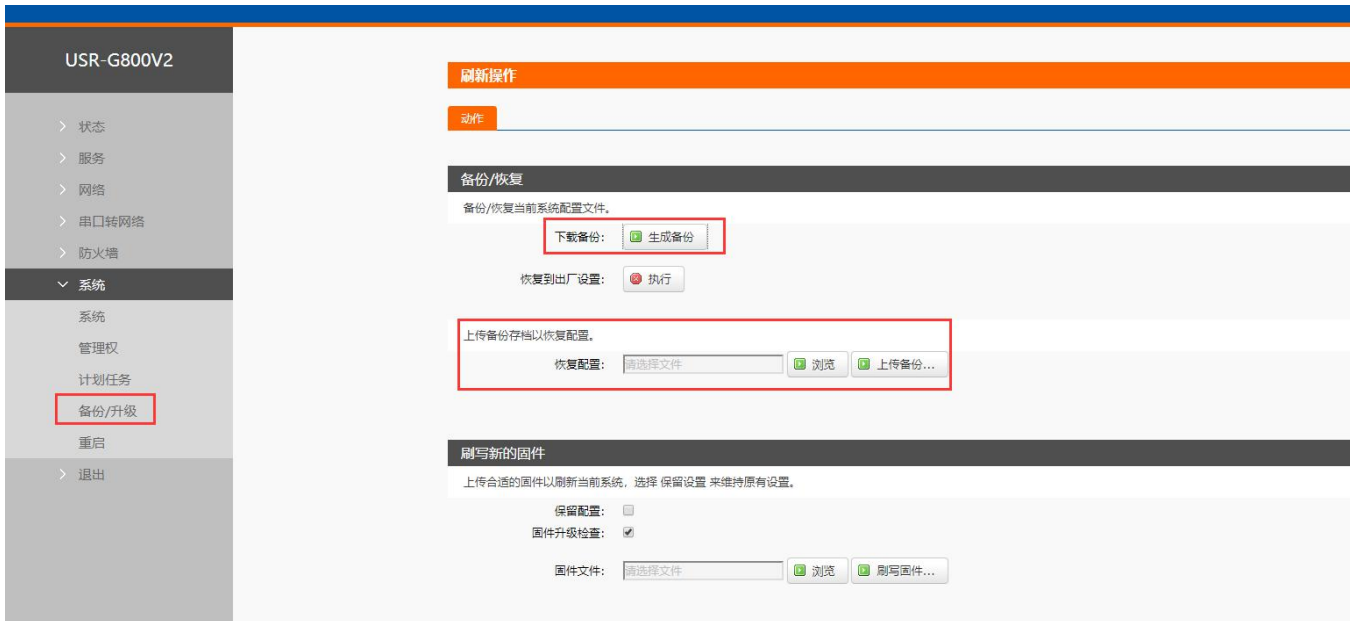 USR-G800V2
状态
服务
网络
串口转网络
防火墙
系统
系统
管理权
计划任务
备份/升级
重启
退出
刷新操作
动作
备份/恢复
备份/恢复当前系统配置文件。
下载备份: 生成备份
恢复到出厂设置: 执行
上传备份存档以恢复配置。
恢复配置: 请选择文件 浏览 上传备份...
刷写新的固件
上传合适的固件以刷新当前系统，选择 保留设置 来维持原有设置。
保留配置:
固件升级检查:
固件文件: 请选择文件 浏览 刷写固件...